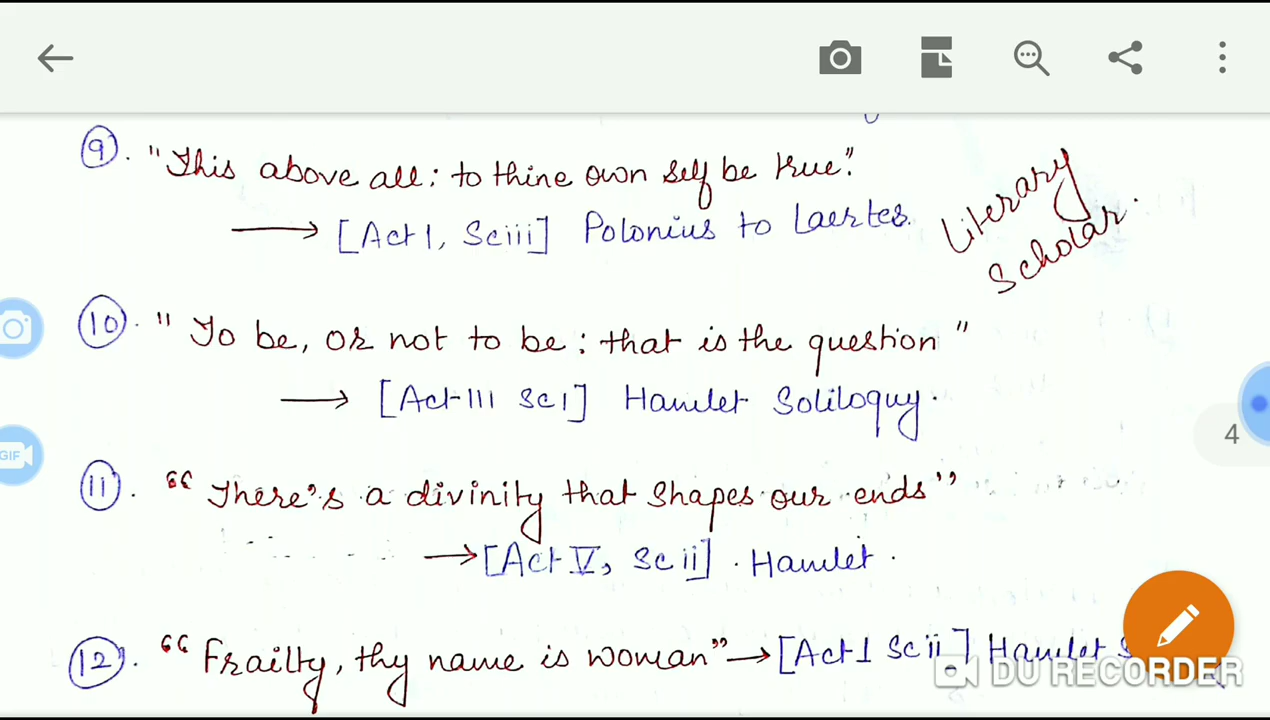 9. "This above all: to thine own self be true."
→ [Act I, Sc iii] Polonius to Laertes.
Literary
Scholar.
10. "To be, or not to be: that is the question"
→ [Act-III Sc I] Hamlet Soliloquy.
4
GIF
11. "There's a divinity that shapes our ends"
→ [Act V, Sc ii]. Hamlet.
12. "Frailty, thy name is woman" → [Act I Sc ii] Hamlet
DU RECORDER